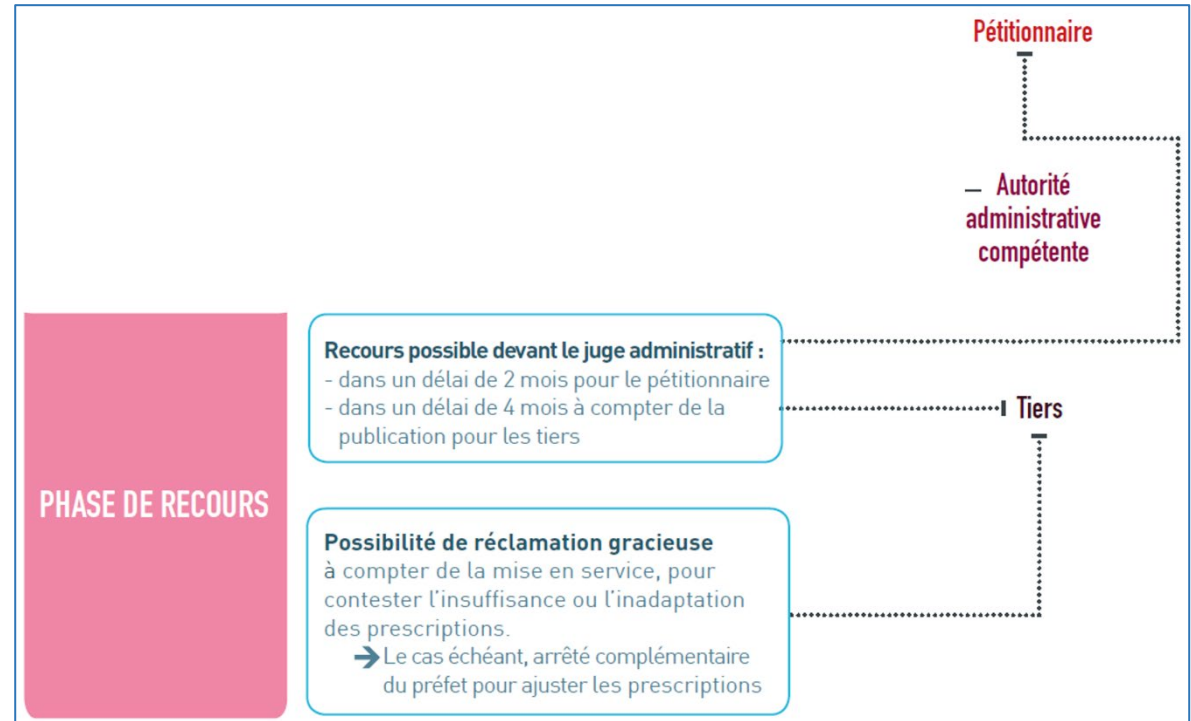 Pétitionnaire
Autorité
administrative
compétente
Recours possible devant le juge administratif :
- dans un délai de 2 mois pour le pétitionnaire
- dans un délai de 4 mois à compter de la
publication pour les tiers
Tiers
PHASE DE RECOURS
Possibilité de réclamation gracieuse
à compter de la mise en service, pour
contester l’insuffisance ou l’inadaptation
des prescriptions.
➔ Le cas échéant, arrêté complémentaire
du préfet pour ajuster les prescriptions